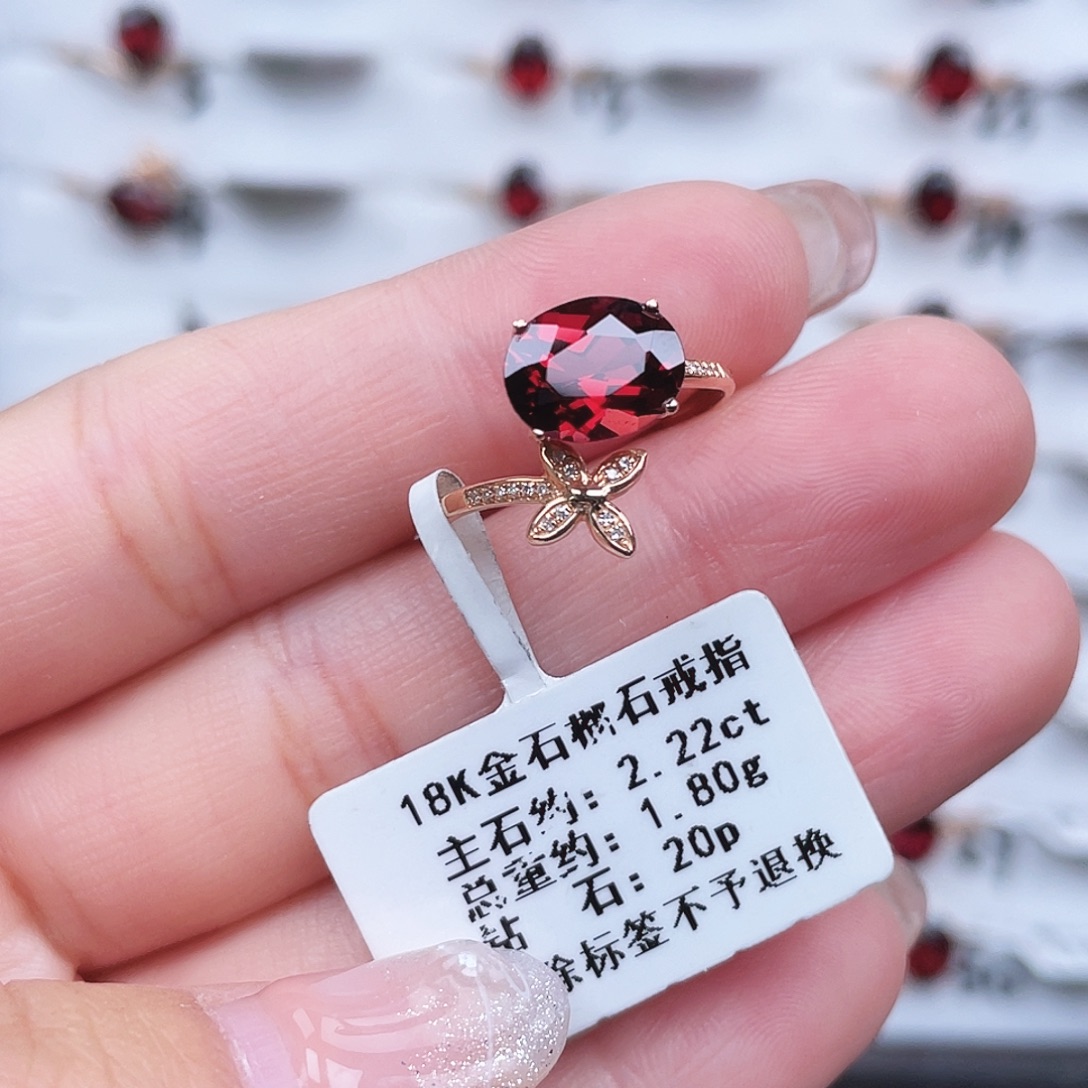 18K金石榴石戒指
主石约: 2.22ct
总重约: 1.80g
钻 石: 20p
除标签不予退换